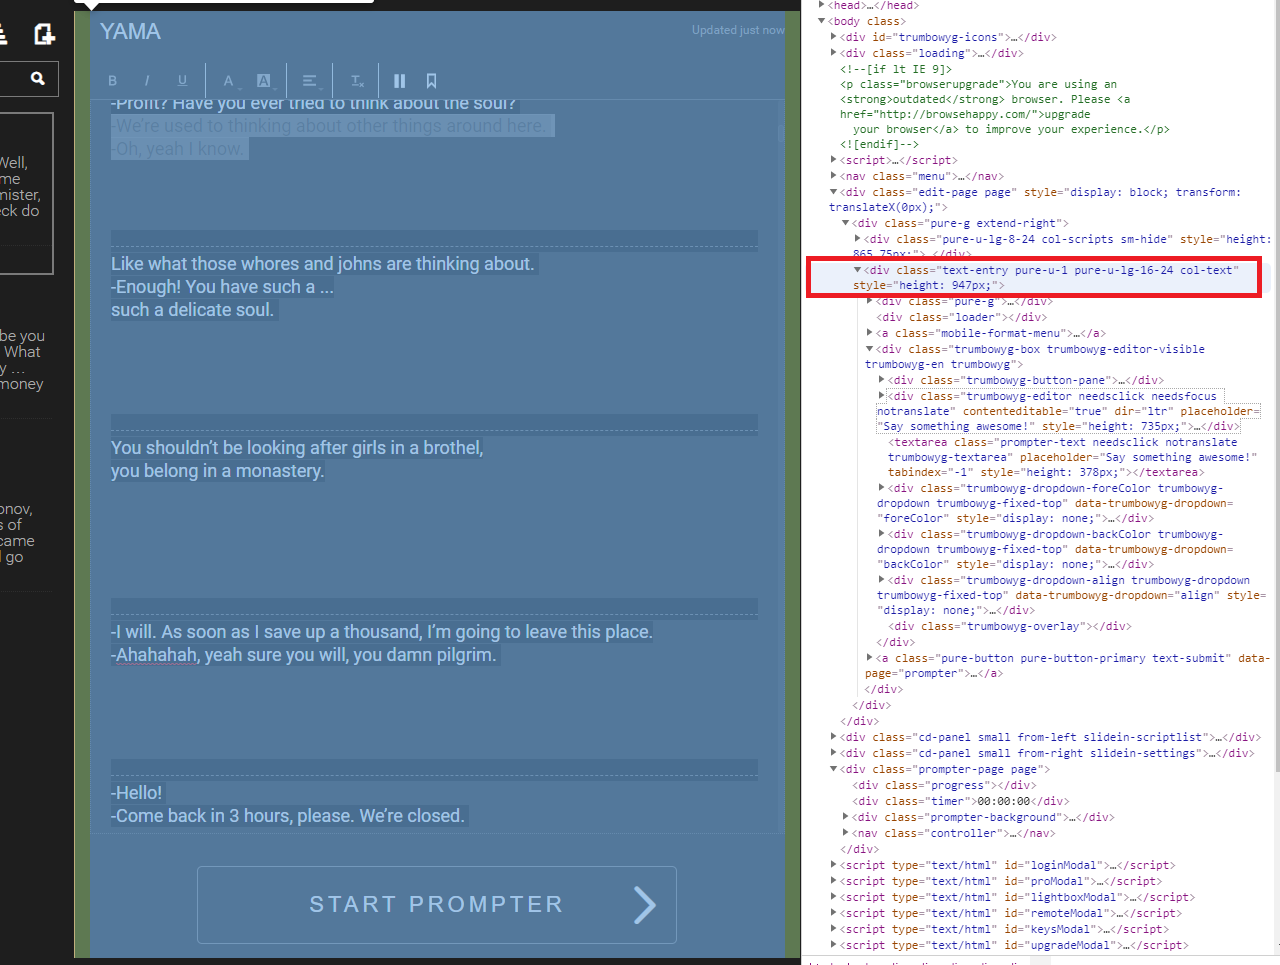 YAMA
Updated just now
B I U A A Tx
-Profit? Have you ever tried to think about the soul?
-We're used to thinking about other things around here.
-Oh, yeah I know.
Like what those whores and johns are thinking about.
-Enough! You have such a ...
such a delicate soul.
You shouldn't be looking after girls in a brothel,
you belong in a monastery.
-I will. As soon as I save up a thousand, I'm going to leave this place.
-Ahahahah, yeah sure you will, you damn pilgrim.
-Hello!
-Come back in 3 hours, please. We're closed.
START PROMPTER
Well,
me
mister,
eck do
be you
What
y ...
money
onov,
s of
came
go
<head>…</head>
<body class>
<div id="trumbowyg-icons">…</div>
<div class="loading">…</div>
<!--[if lt IE 9]>
<p class="browserupgrade">You are using an
<strong>outdated</strong> browser. Please <a
href="http://browsehappy.com/">upgrade
your browser</a> to improve your experience.</p>
<![endif]-->
<script>…</script>
<nav class="menu">…</nav>
<div class="edit-page page" style="display: block; transform:
translateX(0px);">
<div class="pure-g extend-right">
<div class="pure-u-lg-8-24 col-scripts sm-hide" style="height:
865.75px;">…</div>
<div class="text-entry pure-u-1 pure-u-lg-16-24 col-text"
style="height: 947px;">
<div class="pure-g">…</div>
<div class="loader"></div>
<a class="mobile-format-menu">…</a>
<div class="trumbowyg-box trumbowyg-editor-visible
trumbowyg-en trumbowyg">
<div class="trumbowyg-button-pane">…</div>
<div class="trumbowyg-editor needsclick needsfocus
notranslate" contenteditable="true" dir="ltr" placeholder=
"Say something awesome!" style="height: 735px;">…</div>
<textarea class="prompter-text needsclick notranslate
trumbowyg-textarea" placeholder="Say something awesome!"
tabindex="-1" style="height: 378px;"></textarea>
<div class="trumbowyg-dropdown-foreColor trumbowyg-
dropdown trumbowyg-fixed-top" data-trumbowyg-dropdown=
"foreColor" style="display: none;">…</div>
<div class="trumbowyg-dropdown-backColor trumbowyg-
dropdown trumbowyg-fixed-top" data-trumbowyg-dropdown=
"backColor" style="display: none;">…</div>
<div class="trumbowyg-dropdown-align trumbowyg-dropdown
trumbowyg-fixed-top" data-trumbowyg-dropdown="align" style=
"display: none;">…</div>
<div class="trumbowyg-overlay"></div>
</div>
<a class="pure-button pure-button-primary text-submit" data-
page="prompter">…</a>
</div>
</div>
</div>
<div class="cd-panel small from-left slidein-scriptlist">…</div>
<div class="cd-panel small from-right slidein-settings">…</div>
<div class="prompter-page page">
<div class="progress"></div>
<div class="timer">00:00:00</div>
<div class="prompter-background">…</div>
<nav class="controller">…</nav>
</div>
<script type="text/html" id="loginModal">…</script>
<script type="text/html" id="proModal">…</script>
<script type="text/html" id="lightboxModal">…</script>
<script type="text/html" id="remoteModal">…</script>
<script type="text/html" id="keysModal">…</script>
<script type="text/html" id="upgradeModal">…</script>